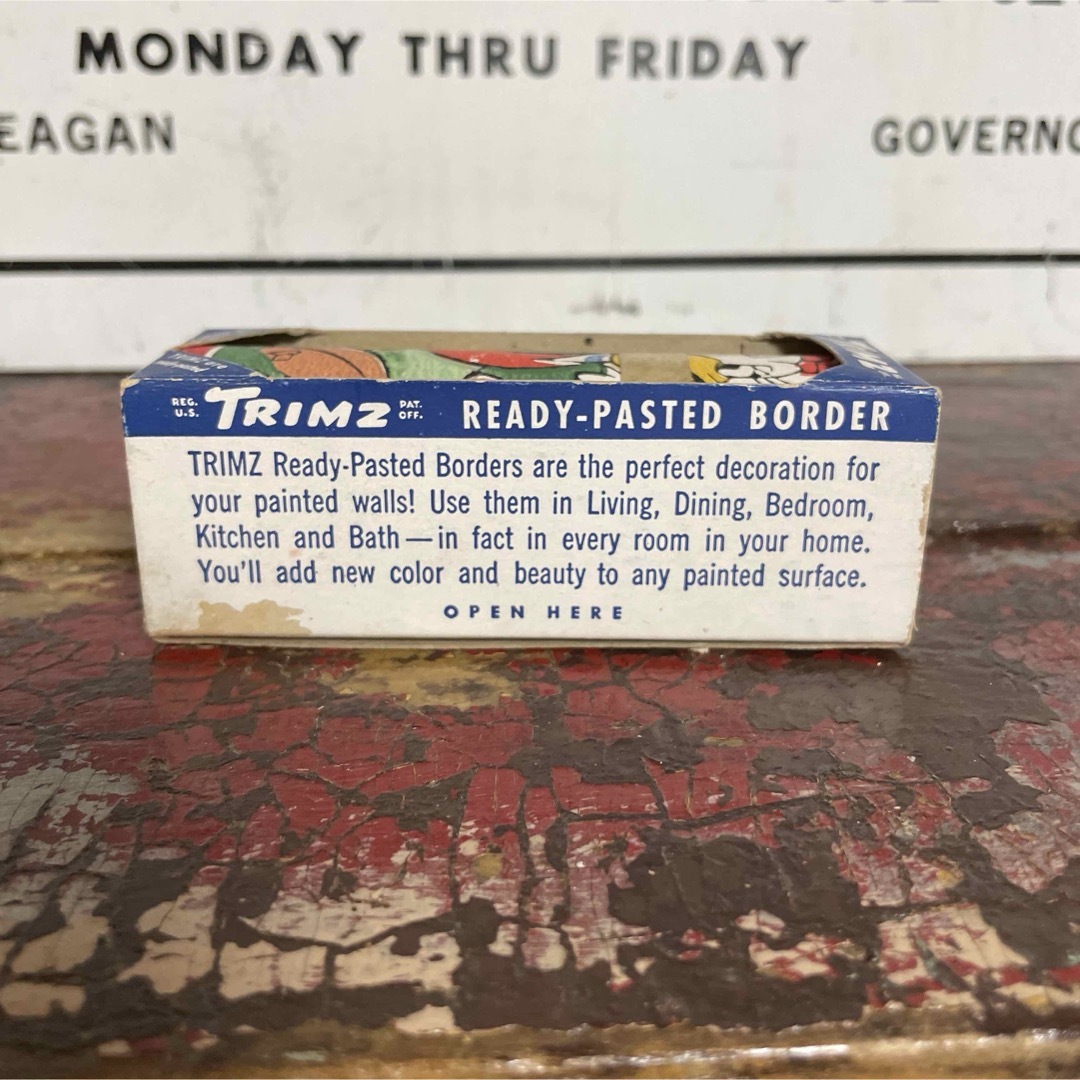 MONDAY THRU FRIDAY
EAGAN GOVERNO
REG. U.S. TRIMZ PAT. OFF. READY-PASTED BORDER
TRIMZ Ready-Pasted Borders are the perfect decoration for
your painted walls! Use them in Living, Dining, Bedroom,
Kitchen and Bath—in fact in every room in your home.
You'll add new color and beauty to any painted surface.
OPEN HERE